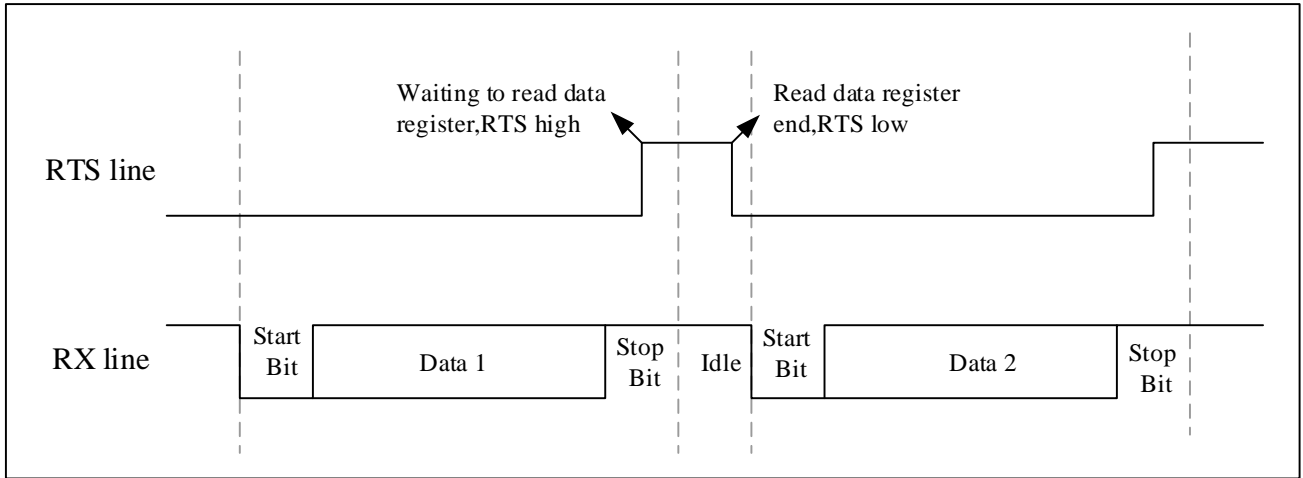 Waiting to read data
register,RTS high
Read data register
end,RTS low
RTS line
RX line
Start
Bit
Data 1
Stop
Bit
Idle
Start
Bit
Data 2
Stop
Bit